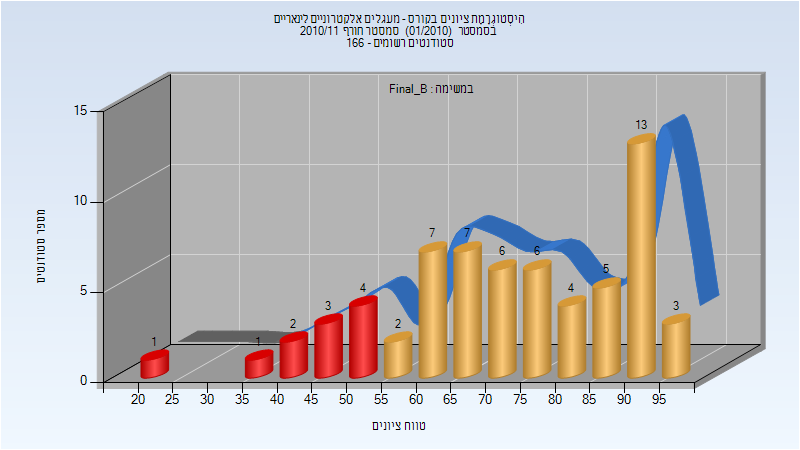 היסטוגרמת ציונים בקורס - מעגלים אלקטרוניים לינאריים
בסמסטר (01/2010) סמסטר חורף 2010/11
סטודנטים רשומים - 166
במשימה : Final_B
מספר סטודנטים
15
10
5
0
1
1
2
3
4
2
7
7
6
6
4
5
13
3
20 25 30 35 40 45 50 55 60 65 70 75 80 85 90 95
טווח ציונים